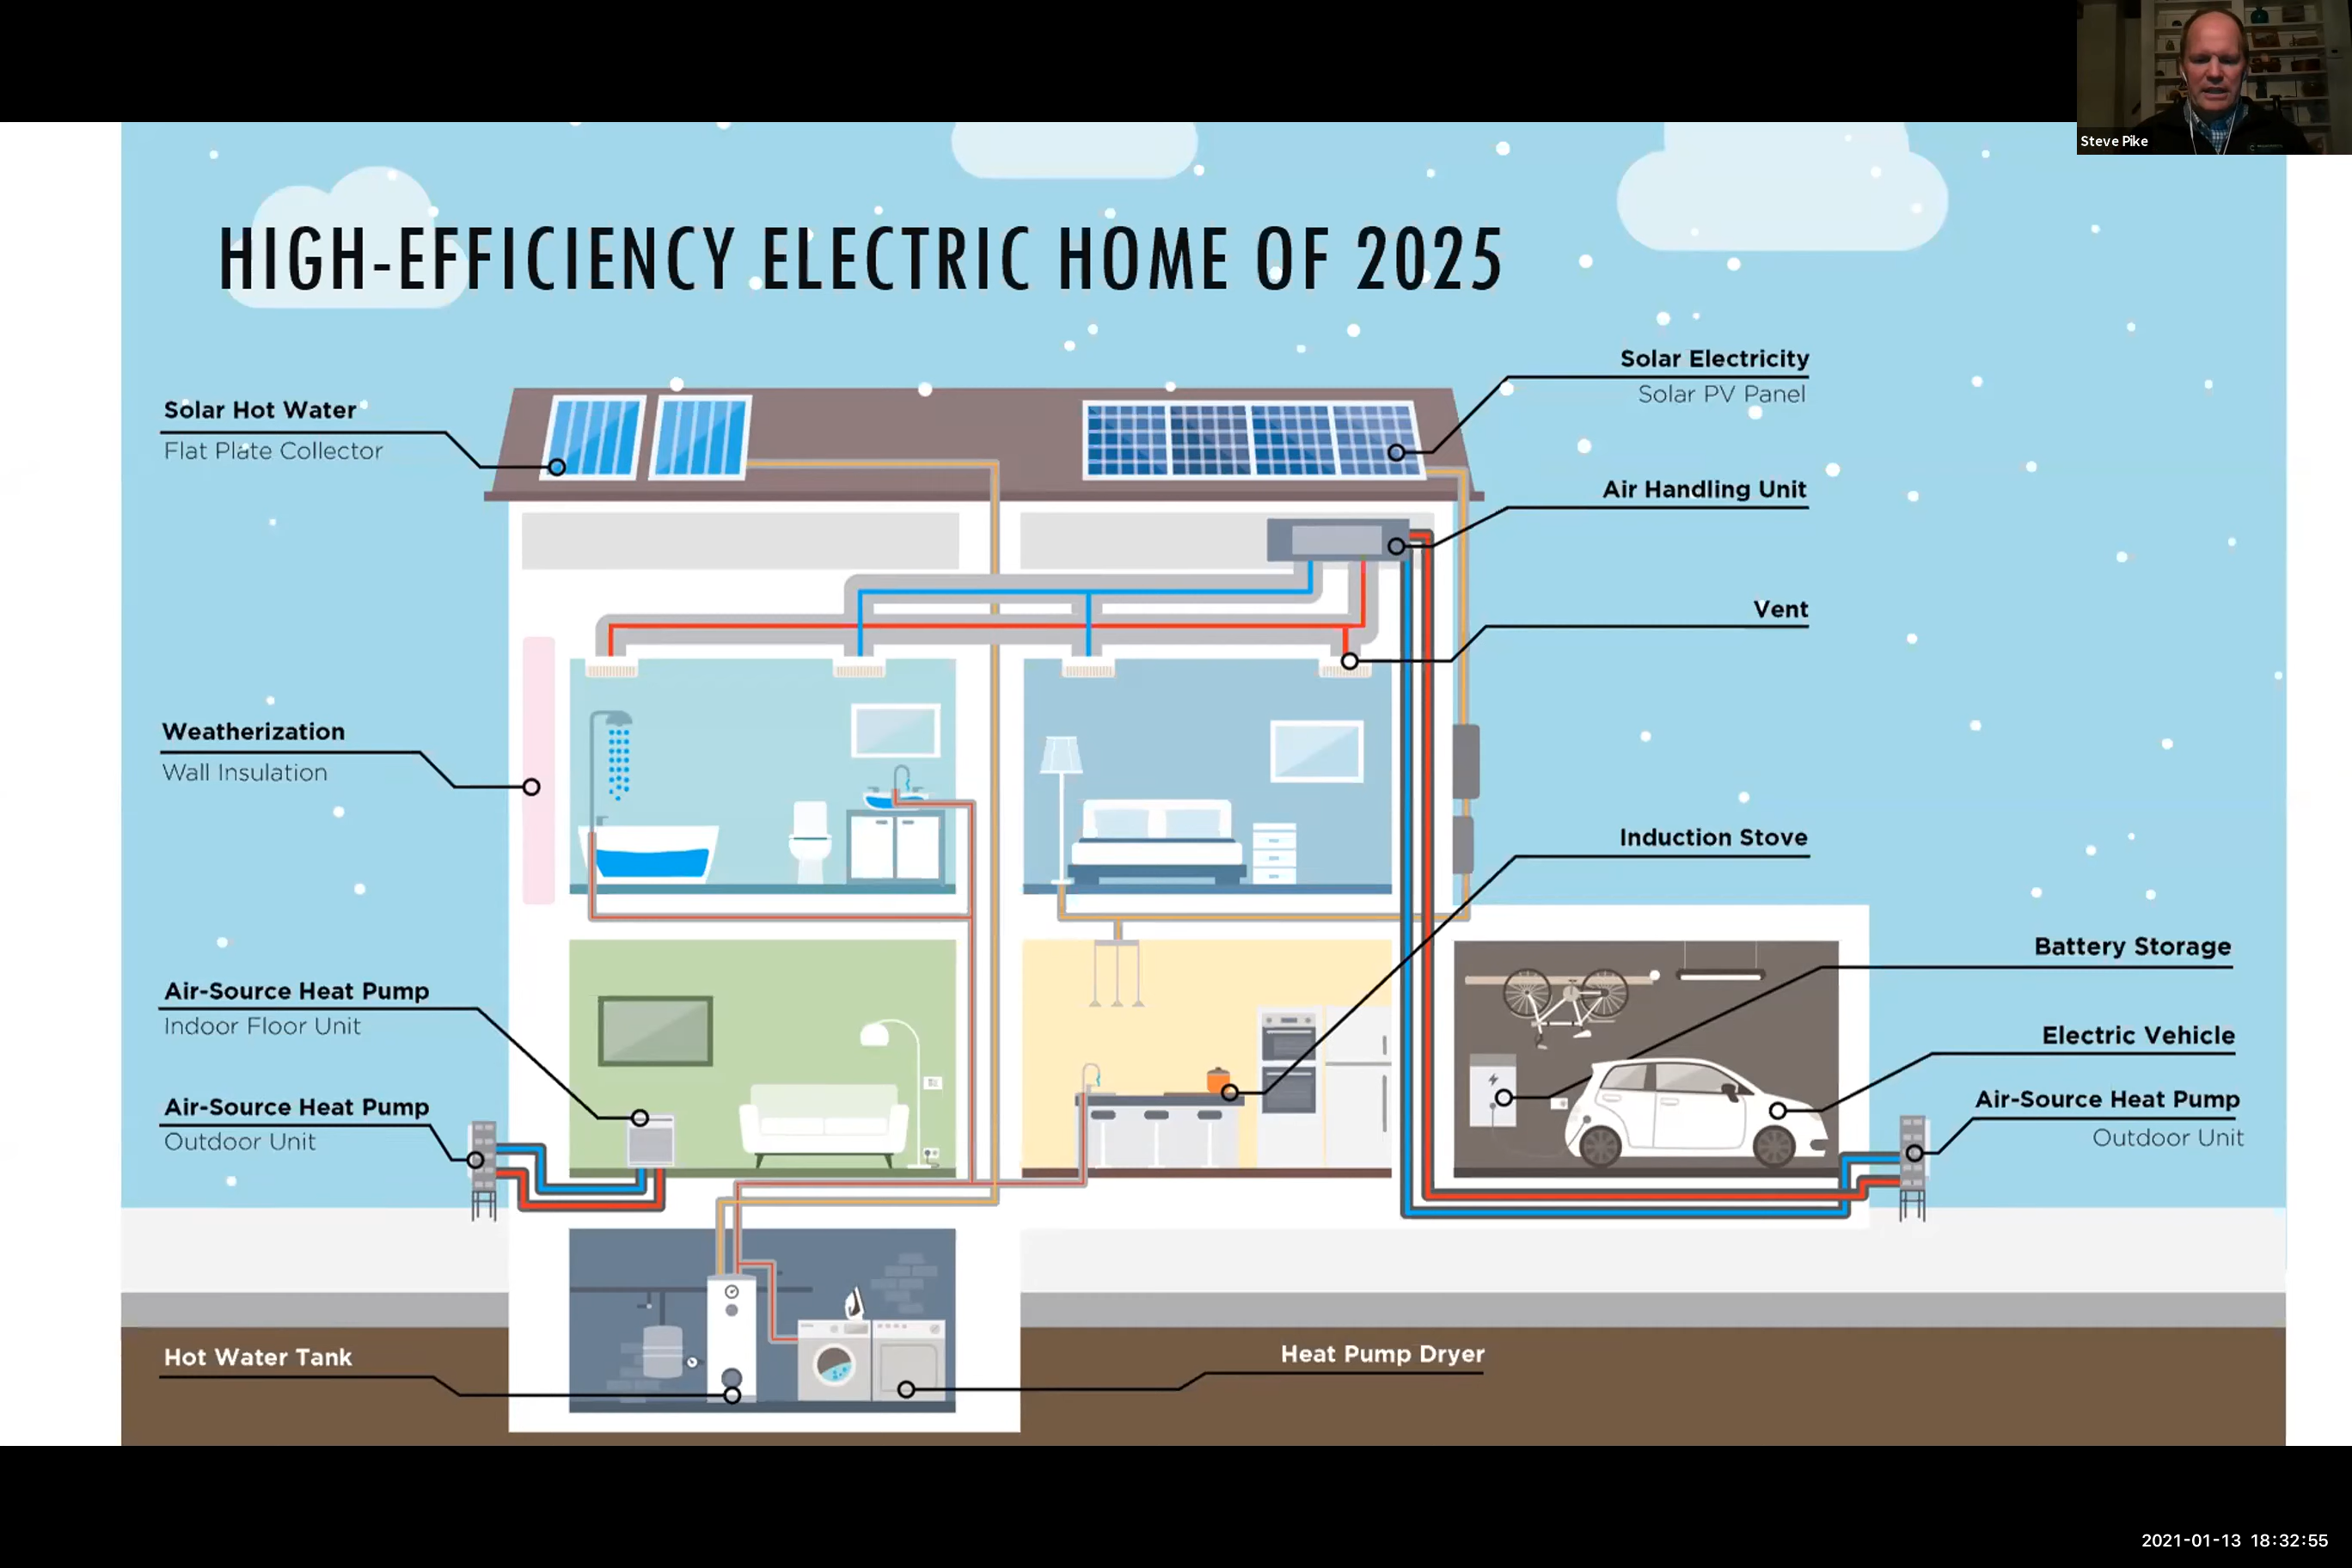 Steve Pike
HIGH-EFFICIENCY ELECTRIC HOME OF 2025
Solar Hot Water
Flat Plate Collector
Solar Electricity
Solar PV Panel
Air Handling Unit
Vent
Weatherization
Wall Insulation
Induction Stove
Battery Storage
Air-Source Heat Pump
Indoor Floor Unit
Electric Vehicle
Air-Source Heat Pump
Outdoor Unit
Air-Source Heat Pump
Outdoor Unit
Hot Water Tank
Heat Pump Dryer
2021-01-13 18:32:55